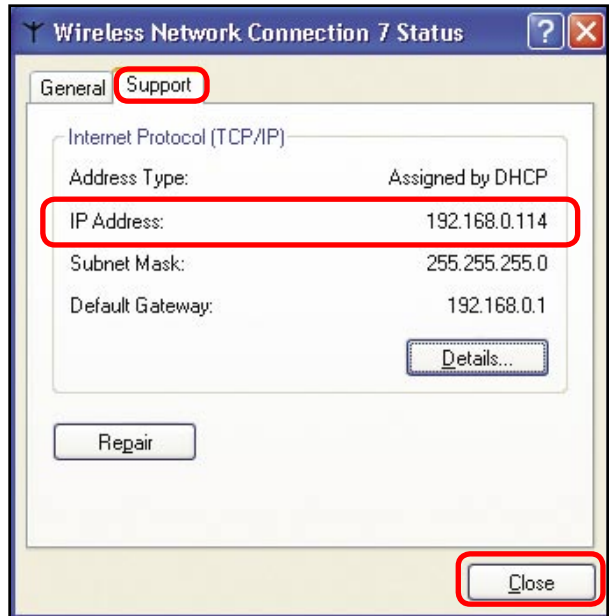 Wireless Network Connection 7 Status
General Support
Internet Protocol (TCP/IP)
Address Type: Assigned by DHCP
IP Address: 192.168.0.114
Subnet Mask: 255.255.255.0
Default Gateway: 192.168.0.1
Details...
Repair
Close